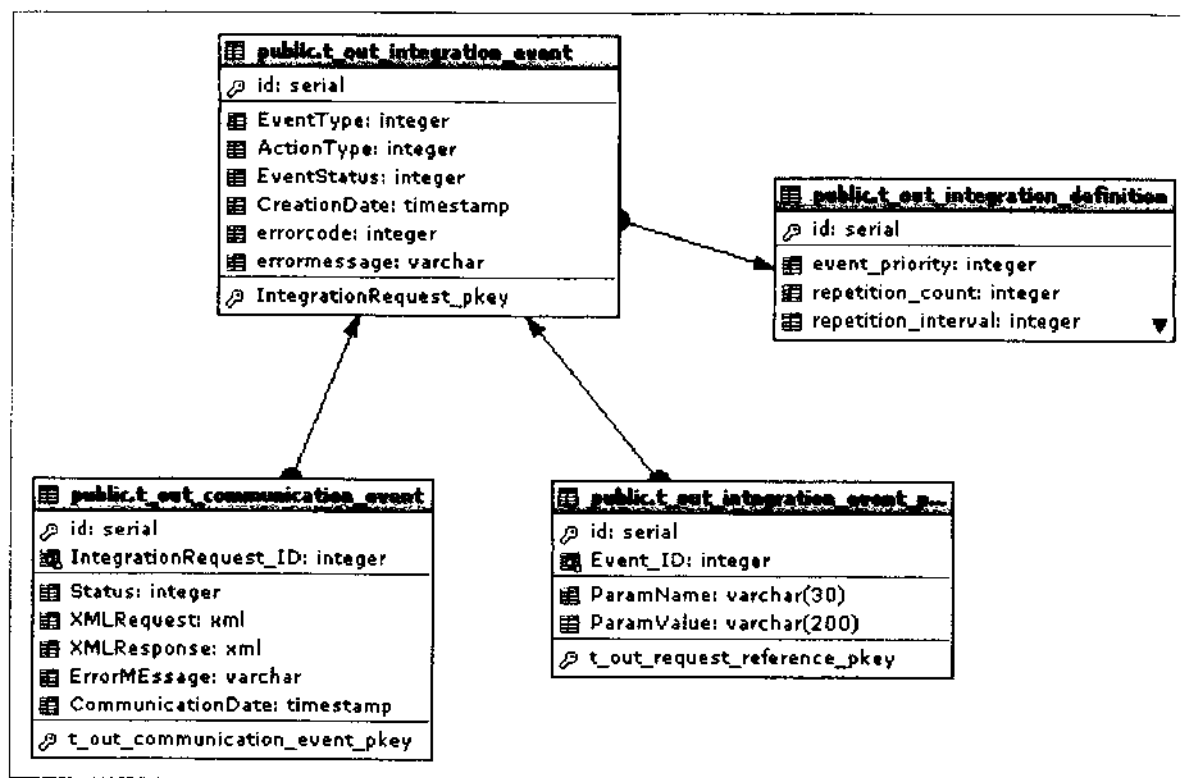 public.t_out_integration_event
id: serial
EventType: integer
ActionType: integer
EventStatus: integer
CreationDate: timestamp
errorcode: integer
errormessage: varchar
IntegrationRequest_pkey
public.t_out_integration_definition
id: serial
event_priority: integer
repetition_count: integer
repetition_interval: integer
public.t_out_communication_event
id: serial
IntegrationRequest_ID: integer
Status: integer
XMLRequest: xml
XMLResponse: xml
ErrorMEssage: varchar
CommunicationDate: timestamp
t_out_communication_event_pkey
public.t_out_integration_event_p...
id: serial
Event_ID: integer
ParamName: varchar(30)
ParamValue: varchar(200)
t_out_request_reference_pkey